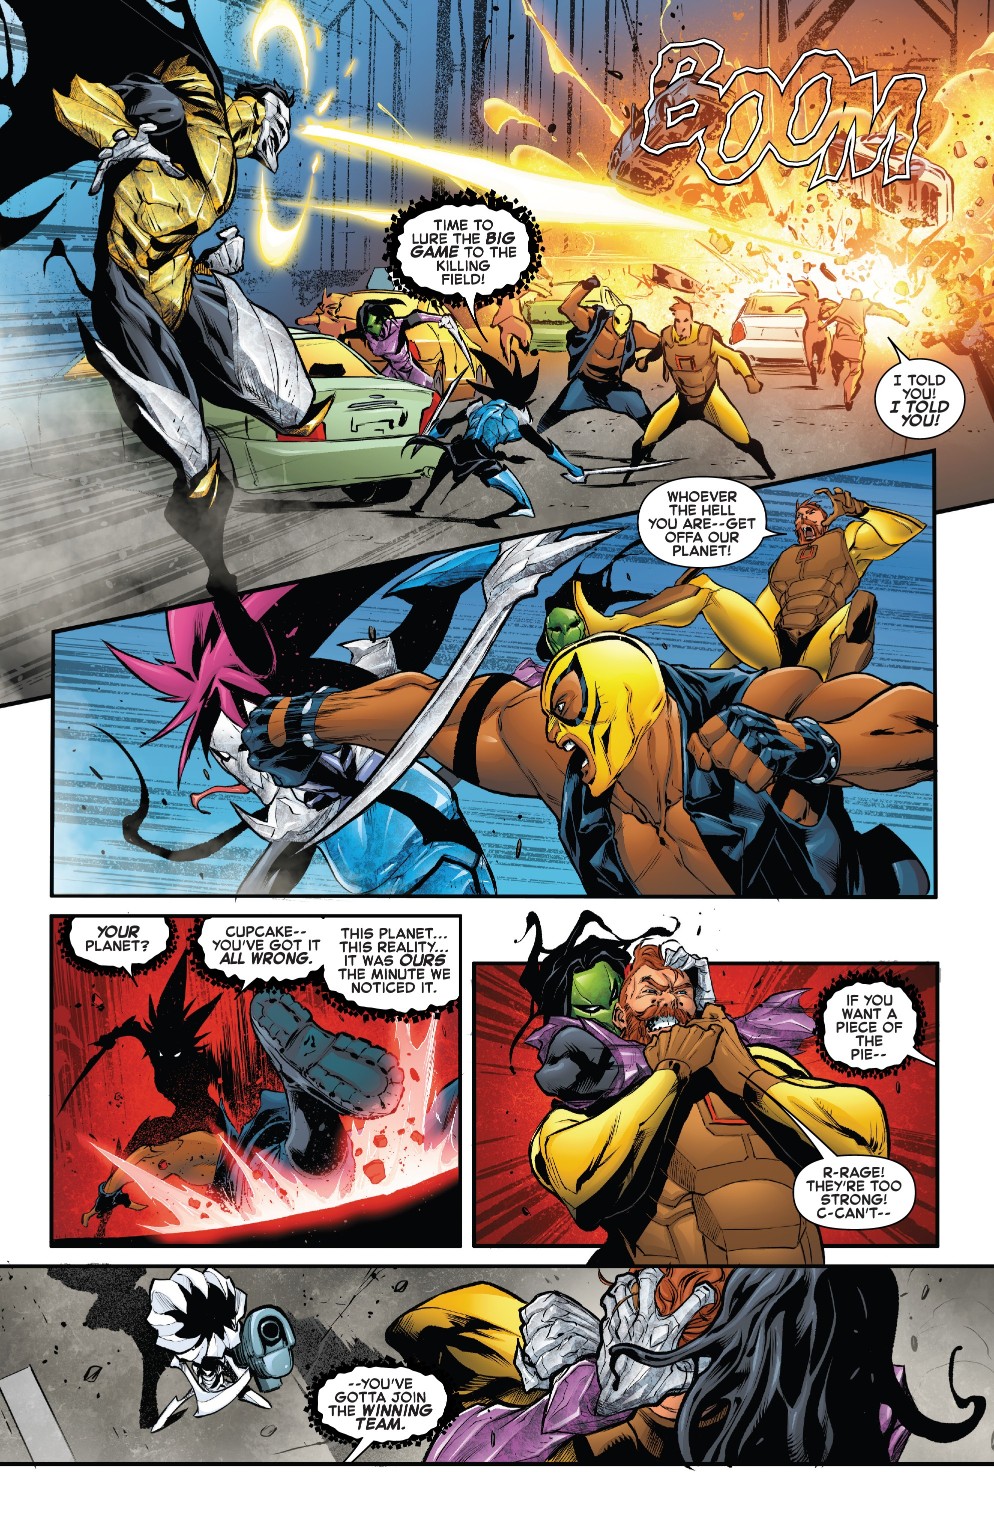 BOOM
TIME TO
LURE THE BIG
GAME TO THE
KILLING
FIELD!
I TOLD
YOU!
I TOLD
YOU!
WHOEVER
THE HELL
YOU ARE--GET
OFFA OUR
PLANET!
YOUR
PLANET?
CUPCAKE--
YOU'VE GOT IT
ALL WRONG.
THIS PLANET...
THIS REALITY...
IT WAS OURS
THE MINUTE WE
NOTICED IT.
IF YOU
WANT A
PIECE OF
THE
PIE--
R-RAGE!
THEY'RE TOO
STRONG!
C-CAN'T--
--YOU'VE
GOTTA JOIN
THE WINNING
TEAM.